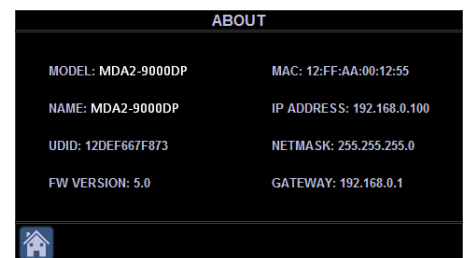 ABOUT
MODEL: MDA2-9000DP
MAC: 12:FF:AA:00:12:55
NAME: MDA2-9000DP
IP ADDRESS: 192.168.0.100
UDID: 12DEF667F873
NETMASK: 255.255.255.0
FW VERSION: 5.0
GATEWAY: 192.168.0.1